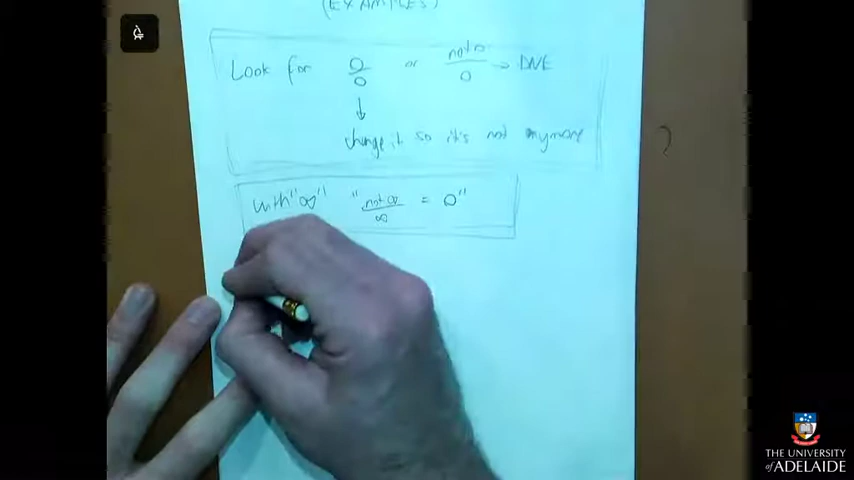 (EXAMPLES)
Look for 0/0 or not 0/0 → DNE
↓
change it so it's not anymore
with "∞" "not ∞/∞ = 0"
THE UNIVERSITY
of ADELAIDE